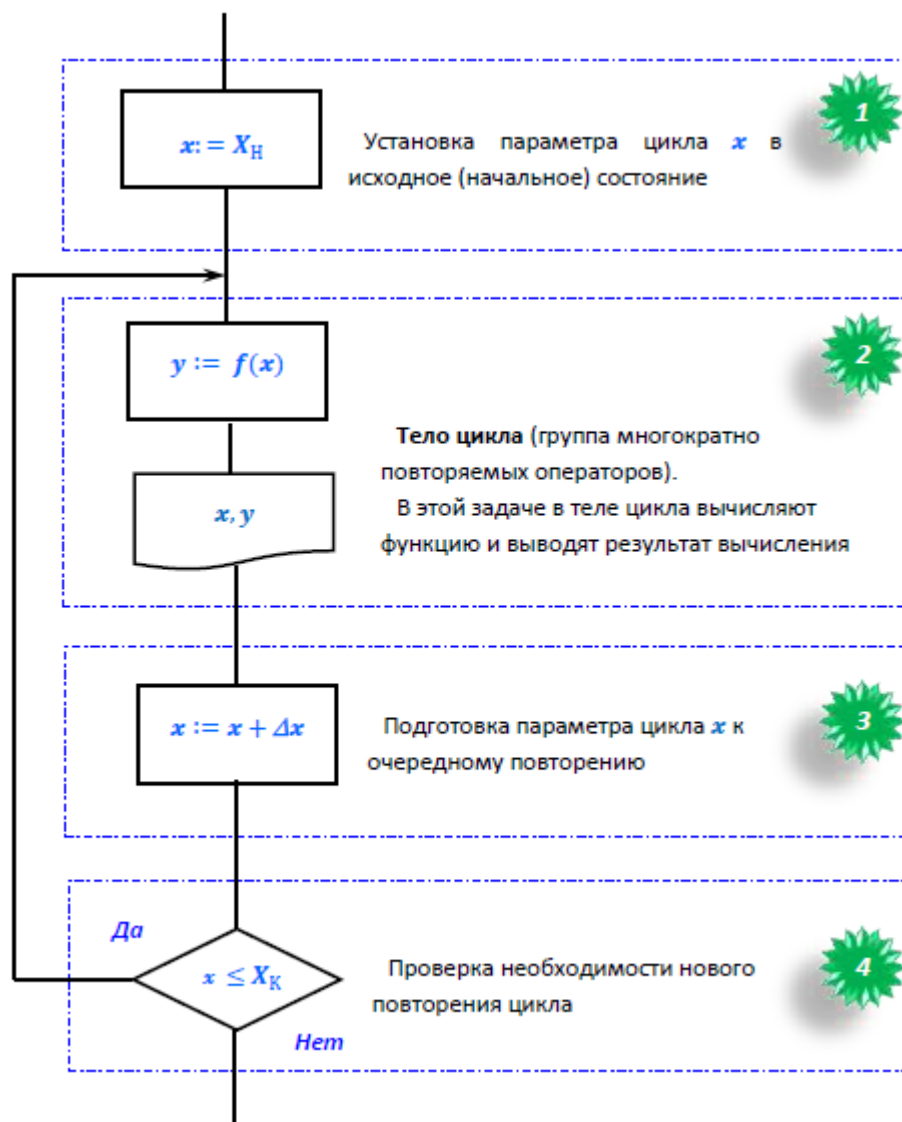 1
x := Xн
Установка параметра цикла x в
исходное (начальное) состояние
2
y := f(x)
Тело цикла (группа многократно
повторяемых операторов).
x, y
В этой задаче в теле цикла вычисляют
функцию и выводят результат вычисления
3
x := x + Δx
Подготовка параметра цикла x к
очередному повторению
Да
4
x ≤ Xк
Проверка необходимости нового
повторения цикла
Нет